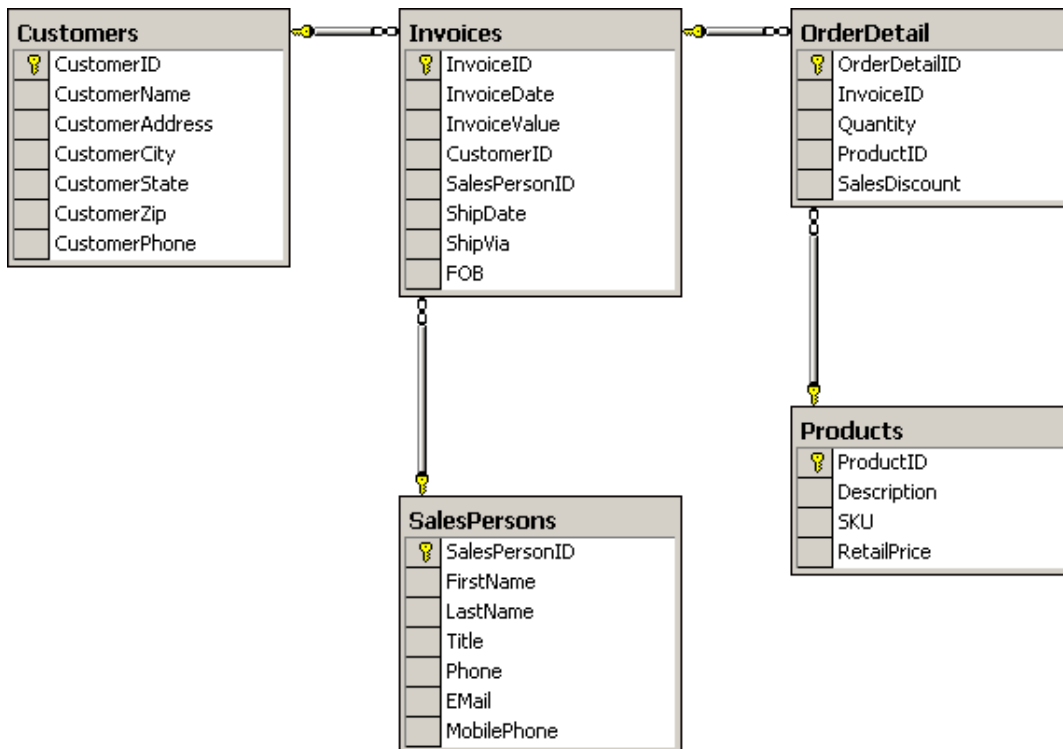 Customers
CustomerID
CustomerName
CustomerAddress
CustomerCity
CustomerState
CustomerZip
CustomerPhone
Invoices
InvoiceID
InvoiceDate
InvoiceValue
CustomerID
SalesPersonID
ShipDate
ShipVia
FOB
OrderDetail
OrderDetailID
InvoiceID
Quantity
ProductID
SalesDiscount
SalesPersons
SalesPersonID
FirstName
LastName
Title
Phone
EMail
MobilePhone
Products
ProductID
Description
SKU
RetailPrice